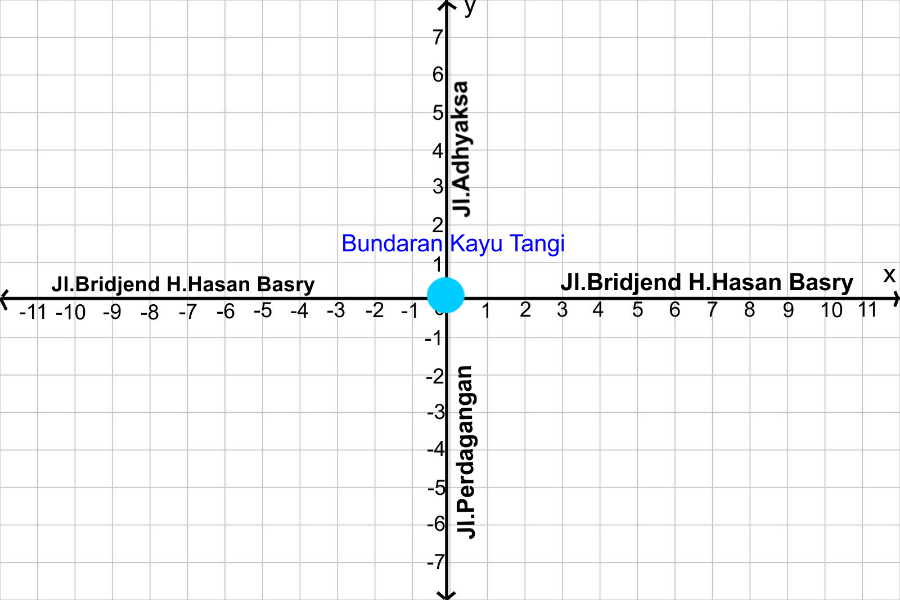 y
7
6
5
4
3
2
1
Jl.Adhyaksa
Bundaran Kayu Tangi
Jl.Bridjend H.Hasan Basry
Jl.Bridjend H.Hasan Basry
x
-11 -10 -9 -8 -7 -6 -5 -4 -3 -2 -1 1 2 3 4 5 6 7 8 9 10 11
-1
-2
-3
-4
-5
-6
-7
Jl.Perdagangan